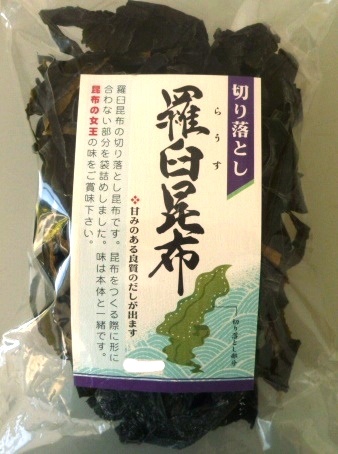 切り落とし
羅臼昆布
らうす
※甘みのある良質のだしが出ます
羅臼昆布の切り落とし昆布です。昆布をつくる際に形に
合わない部分を袋詰めしました。味は本体と一緒です。
昆布の女王の味をご賞味下さい。